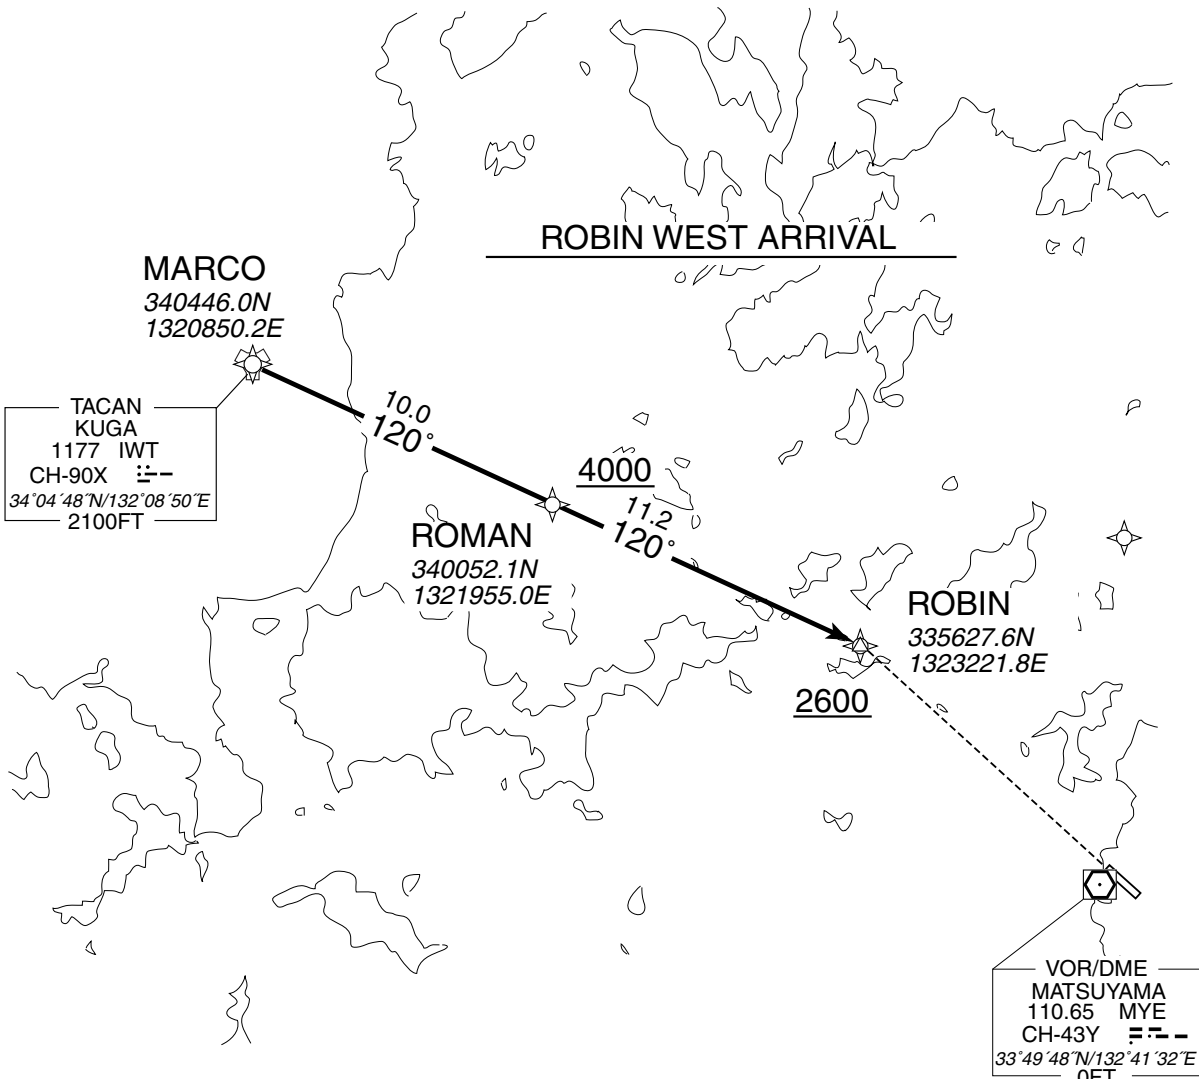 ROBIN WEST ARRIVAL
MARCO
340446.0N
1320850.2E
TACAN
KUGA
1177 IWT
CH-90X
34°04´48˝N/132°08´50˝E
2100FT
10.0
120°
4000
11.2
120°
ROMAN
340052.1N
1321955.0E
ROBIN
335627.6N
1323221.8E
2600
VOR/DME
MATSUYAMA
110.65 MYE
CH-43Y
33°49´48˝N/132°41´32˝E
0FT